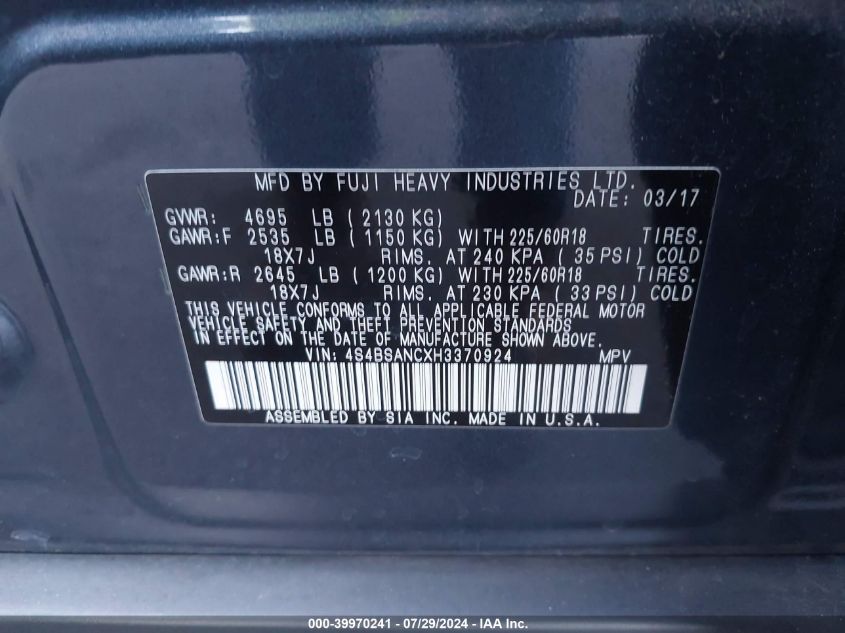 MFD BY FUJI HEAVY INDUSTRIES LTD.
DATE: 03/17
GVWR: 4695 LB (2130 KG)
GAWR:F 2535 LB (1150 KG) WITH 225/60R18 TIRES.
18X7J RIMS. AT 240 KPA (35 PSI) COLD
GAWR:R 2645 LB (1200 KG) WITH 225/60R18 TIRES.
18X7J RIMS. AT 230 KPA (33 PSI) COLD
THIS VEHICLE CONFORMS TO ALL APPLICABLE FEDERAL MOTOR
VEHICLE SAFETY AND THEFT PREVENTION STANDARDS
IN EFFECT ON THE DATE OF MANUFACTURE SHOWN ABOVE.
VIN: 4S4BSANCXH3370924 MPV
ASSEMBLED BY SIA INC. MADE IN U.S.A.
000-39970241 - 07/29/2024 - IAA Inc.